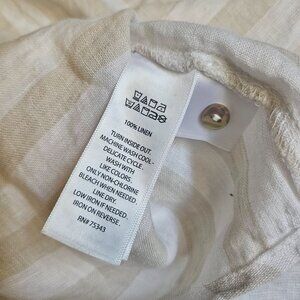 100% LINEN
TURN INSIDE OUT.
MACHINE WASH COOL -
DELICATE CYCLE.
WASH WITH
LIKE COLORS.
ONLY NON-CHLORINE
BLEACH WHEN NEEDED.
LINE DRY.
LOW IRON IF NEEDED.
IRON ON REVERSE.
RN# 75343